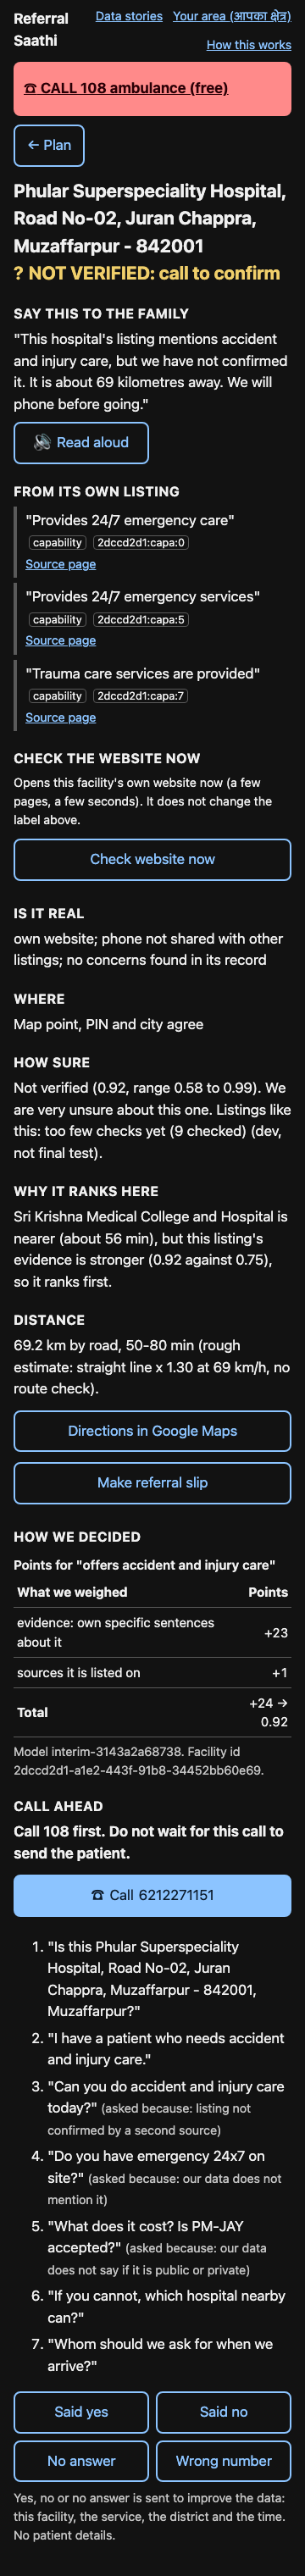 Referral Saathi
Data stories
Your area (आपका क्षेत्र)
How this works
☎ CALL 108 ambulance (free)
← Plan
Phular Superspeciality Hospital,
Road No-02, Juran Chappra,
Muzaffarpur - 842001
? NOT VERIFIED: call to confirm
SAY THIS TO THE FAMILY
"This hospital's listing mentions accident
and injury care, but we have not confirmed
it. It is about 69 kilometres away. We will
phone before going."
🔊 Read aloud
FROM ITS OWN LISTING
"Provides 24/7 emergency care"
capability 2dccd2d1:capa:0
Source page
"Provides 24/7 emergency services"
capability 2dccd2d1:capa:5
Source page
"Trauma care services are provided"
capability 2dccd2d1:capa:7
Source page
CHECK THE WEBSITE NOW
Opens this facility's own website now (a few
pages, a few seconds). It does not change the
label above.
Check website now
IS IT REAL
own website; phone not shared with other
listings; no concerns found in its record
WHERE
Map point, PIN and city agree
HOW SURE
Not verified (0.92, range 0.58 to 0.99). We
are very unsure about this one. Listings like
this: too few checks yet (9 checked) (dev,
not final test).
WHY IT RANKS HERE
Sri Krishna Medical College and Hospital is
nearer (about 56 min), but this listing's
evidence is stronger (0.92 against 0.75),
so it ranks first.
DISTANCE
69.2 km by road, 50-80 min (rough
estimate: straight line x 1.30 at 69 km/h, no
route check).
Directions in Google Maps
Make referral slip
HOW WE DECIDED
Points for "offers accident and injury care"
What we weighed Points
evidence: own specific sentences
about it +23
sources it is listed on +1
Total +24 →
0.92
Model interim-3143a2a68738. Facility id
2dccd2d1-a1e2-443f-91b8-34452bb60e69.
CALL AHEAD
Call 108 first. Do not wait for this call to
send the patient.
☎ Call 6212271151
1. "Is this Phular Superspeciality
Hospital, Road No-02, Juran
Chappra, Muzaffarpur - 842001,
Muzaffarpur?"
2. "I have a patient who needs accident
and injury care."
3. "Can you do accident and injury care
today?" (asked because: listing not
confirmed by a second source)
4. "Do you have emergency 24x7 on
site?" (asked because: our data does not
mention it)
5. "What does it cost? Is PM-JAY
accepted?" (asked because: our data
does not say if it is public or private)
6. "If you cannot, which hospital nearby
can?"
7. "Whom should we ask for when we
arrive?"
Said yes
Said no
No answer
Wrong number
Yes, no or no answer is sent to improve the data:
this facility, the service, the district and the time.
No patient details.